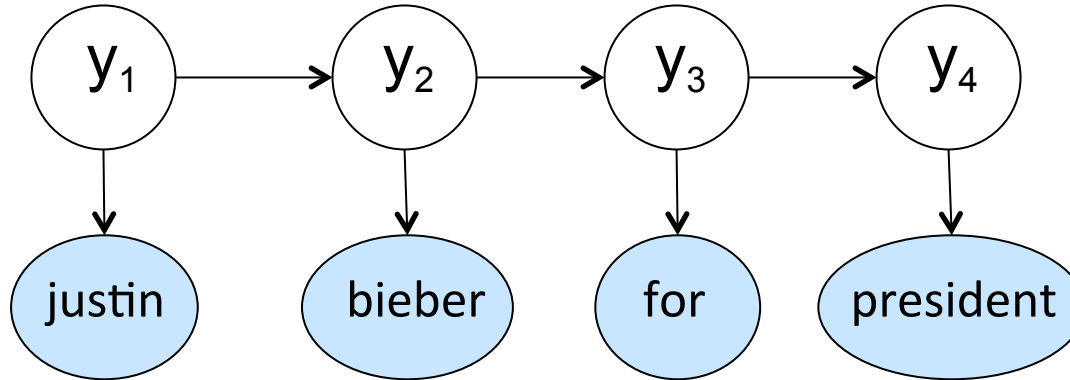 y₁ y₂ y₃ y₄
justin bieber for president